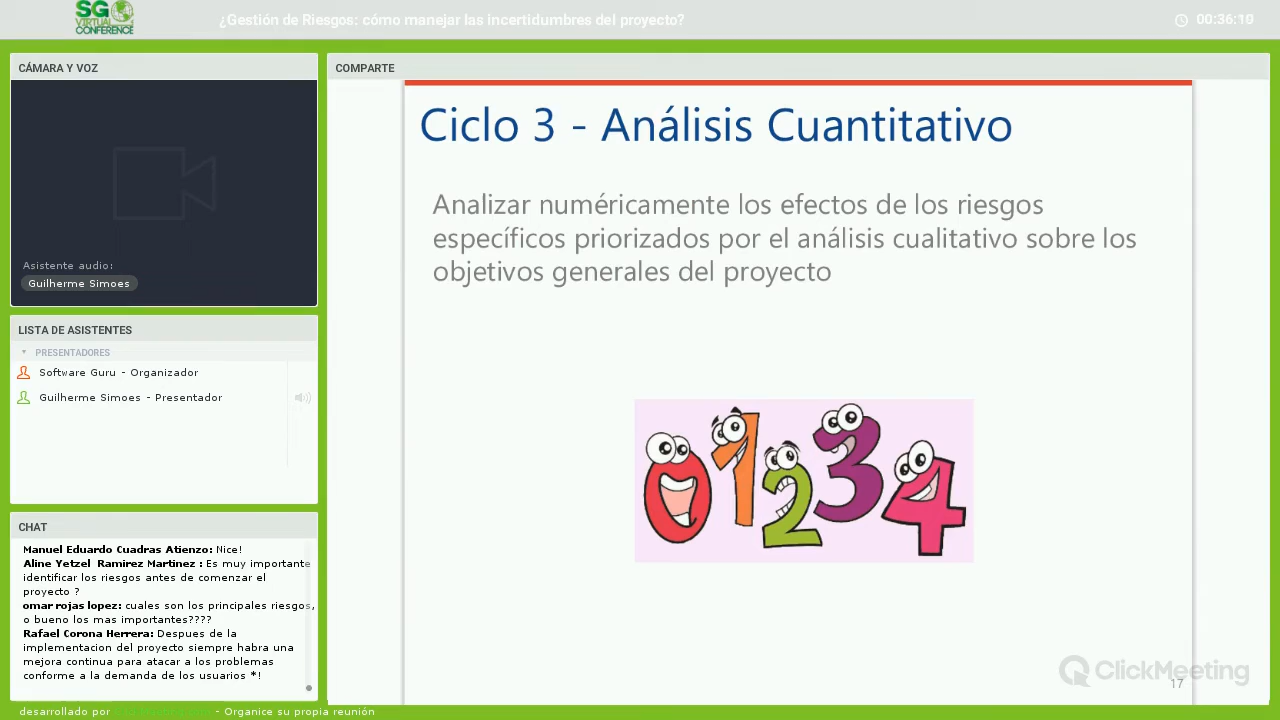 SG
VIRTUAL
CONFERENCE
¿Gestión de Riesgos: cómo manejar las incertidumbres del proyecto?
00:36:10
CÁMARA Y VOZ
Asistente audio:
Guilherme Simoes
LISTA DE ASISTENTES
PRESENTADORES
Software Guru - Organizador
Guilherme Simoes - Presentador
CHAT
Manuel Eduardo Cuadras Atienzo: Nice!
Aline Yetzel Ramirez Martinez : Es muy importante
identificar los riesgos antes de comenzar el
proyecto ?
omar rojas lopez: cuales son los principales riesgos,
o bueno los mas importantes????
Rafael Corona Herrera: Despues de la
implementacion del proyecto siempre habra una
mejora continua para atacar a los problemas
conforme a la demanda de los usuarios *!
desarrollado por - Organice su propia reunión
COMPARTE
Ciclo 3 - Análisis Cuantitativo
Analizar numéricamente los efectos de los riesgos
específicos priorizados por el análisis cualitativo sobre los
objetivos generales del proyecto
0 1 2 3 4
ClickMeeting
17